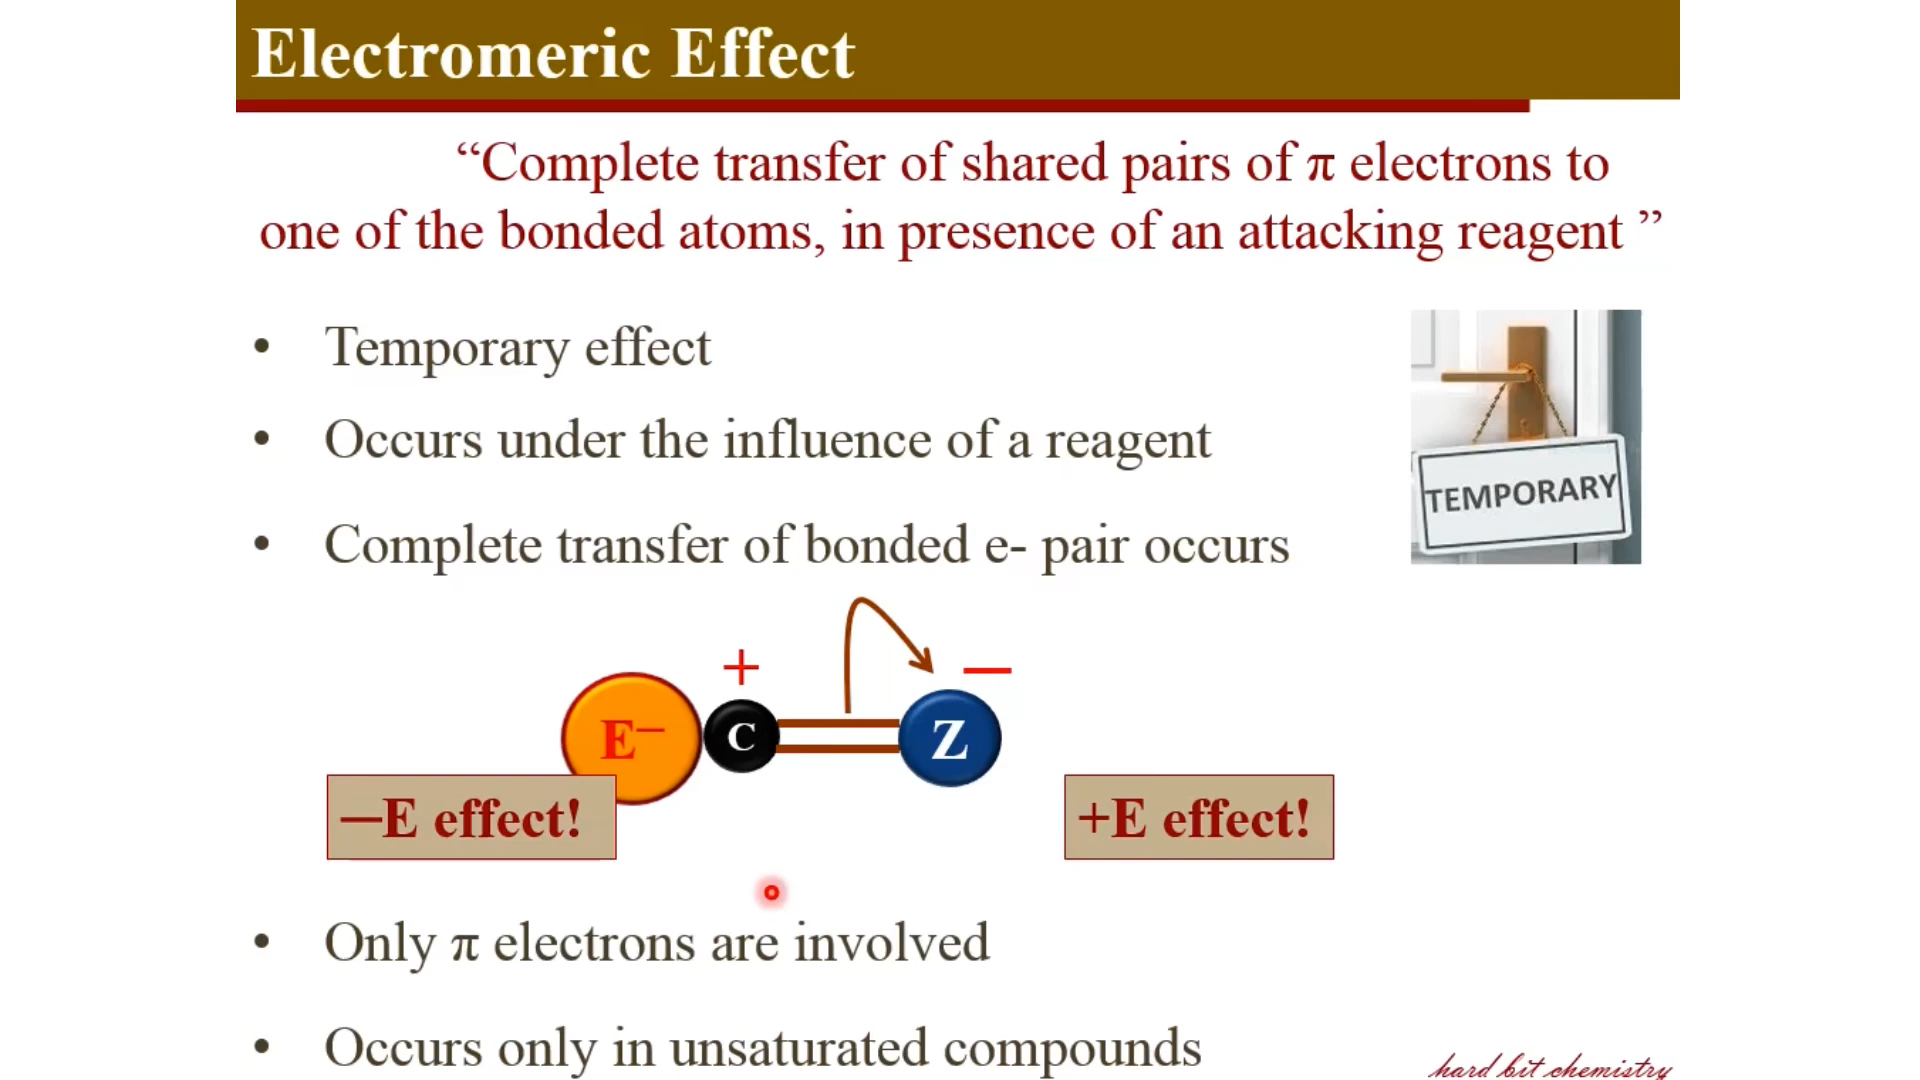 Electromeric Effect
“Complete transfer of shared pairs of π electrons to
one of the bonded atoms, in presence of an attacking reagent ”
• Temporary effect
• Occurs under the influence of a reagent
TEMPORARY
• Complete transfer of bonded e- pair occurs
+ —
E— C Z
—E effect! +E effect!
• Only π electrons are involved
• Occurs only in unsaturated compounds
hard bit chemistry